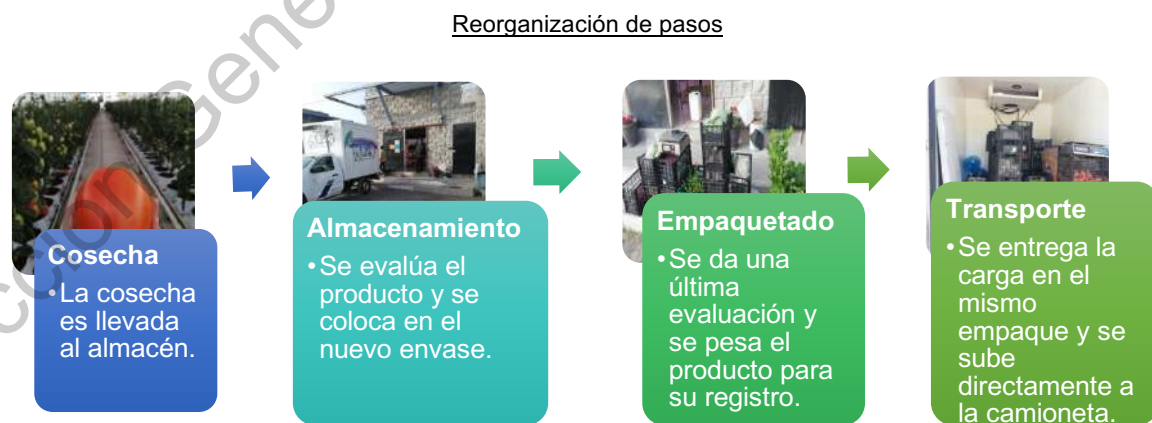 Reorganización de pasos
Cosecha
•La cosecha
es llevada
al almacén.
Almacenamiento
•Se evalúa el
producto y se
coloca en el
nuevo envase.
Empaquetado
•Se da una
última
evaluación y
se pesa el
producto para
su registro.
Transporte
•Se entrega la
carga en el
mismo
empaque y se
sube
directamente a
la camioneta.